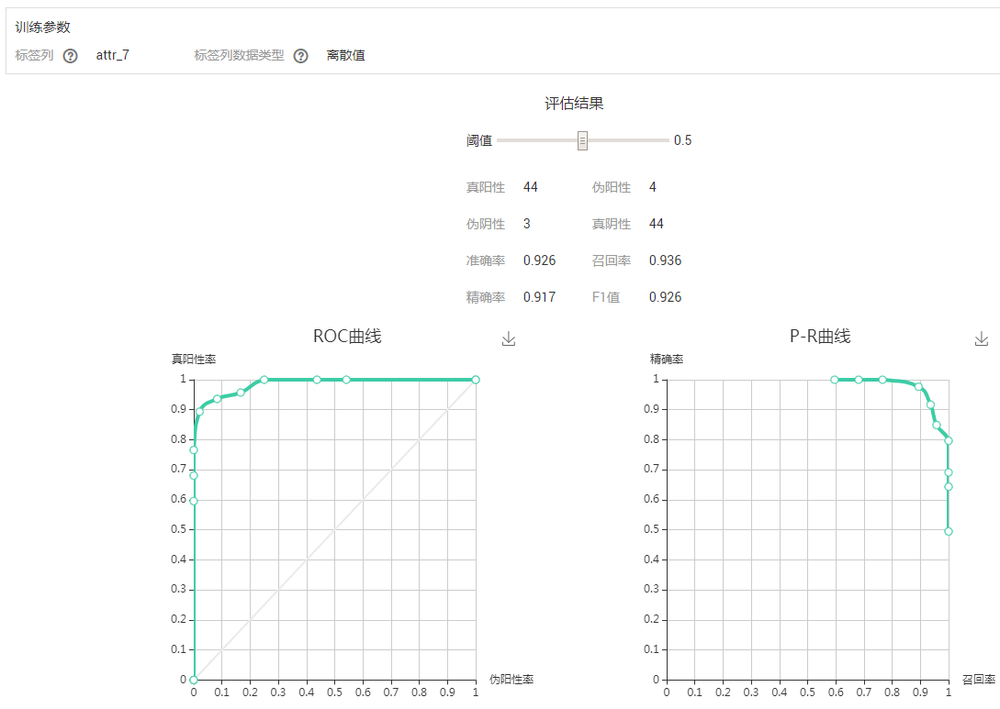 训练参数
标签列 ? attr_7 标签列数据类型 ? 离散值
评估结果
阈值 0.5
真阳性 44 伪阳性 4
伪阴性 3 真阴性 44
准确率 0.926 召回率 0.936
精确率 0.917 F1值 0.926
ROC曲线
真阳性率
1
0.9
0.8
0.7
0.6
0.5
0.4
0.3
0.2
0.1
0
0 0.1 0.2 0.3 0.4 0.5 0.6 0.7 0.8 0.9 1
伪阳性率
P-R曲线
精确率
1
0.9
0.8
0.7
0.6
0.5
0.4
0.3
0.2
0.1
0
0 0.1 0.2 0.3 0.4 0.5 0.6 0.7 0.8 0.9 1
召回率